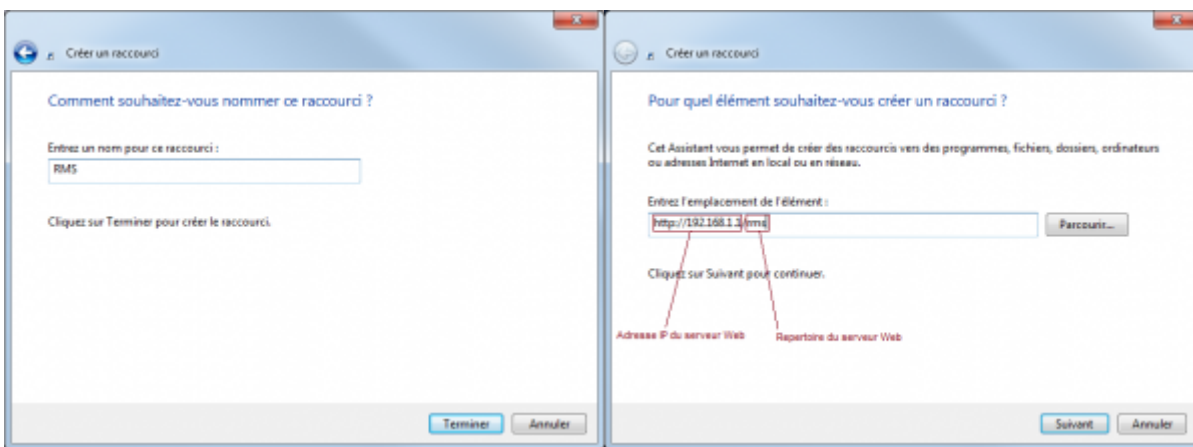 Créer un raccourci
Comment souhaitez-vous nommer ce raccourci ?
Entrez un nom pour ce raccourci :
RMS
Cliquez sur Terminer pour créer le raccourci.
Terminer
Annuler
Créer un raccourci
Pour quel élément souhaitez-vous créer un raccourci ?
Cet Assistant vous permet de créer des raccourcis vers des programmes, fichiers, dossiers, ordinateurs
ou adresses Internet en local ou en réseau.
Entrez l'emplacement de l'élément :
http://192.168.1.1/rms
Parcourir...
Cliquez sur Suivant pour continuer.
Adresse IP du serveur Web
Repertoire du serveur Web
Suivant
Annuler